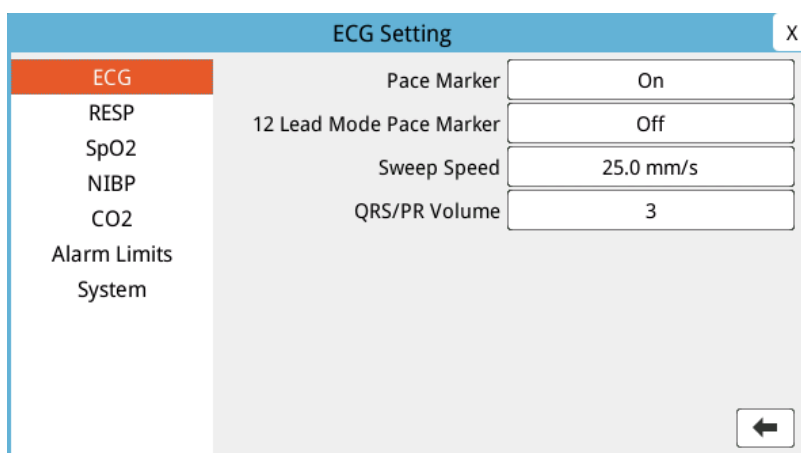 ECG Setting
X
ECG
RESP
SpO2
NIBP
CO2
Alarm Limits
System
Pace Marker On
12 Lead Mode Pace Marker Off
Sweep Speed 25.0 mm/s
QRS/PR Volume 3